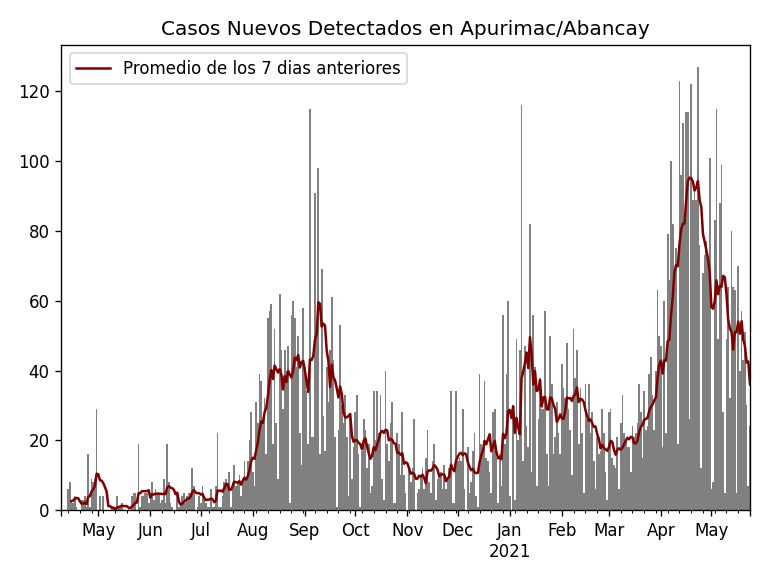 Casos Nuevos Detectados en Apurimac/Abancay
Promedio de los 7 dias anteriores
120
100
80
60
40
20
0
May Jun Jul Aug Sep Oct Nov Dec Jan Feb Mar Apr May
2021